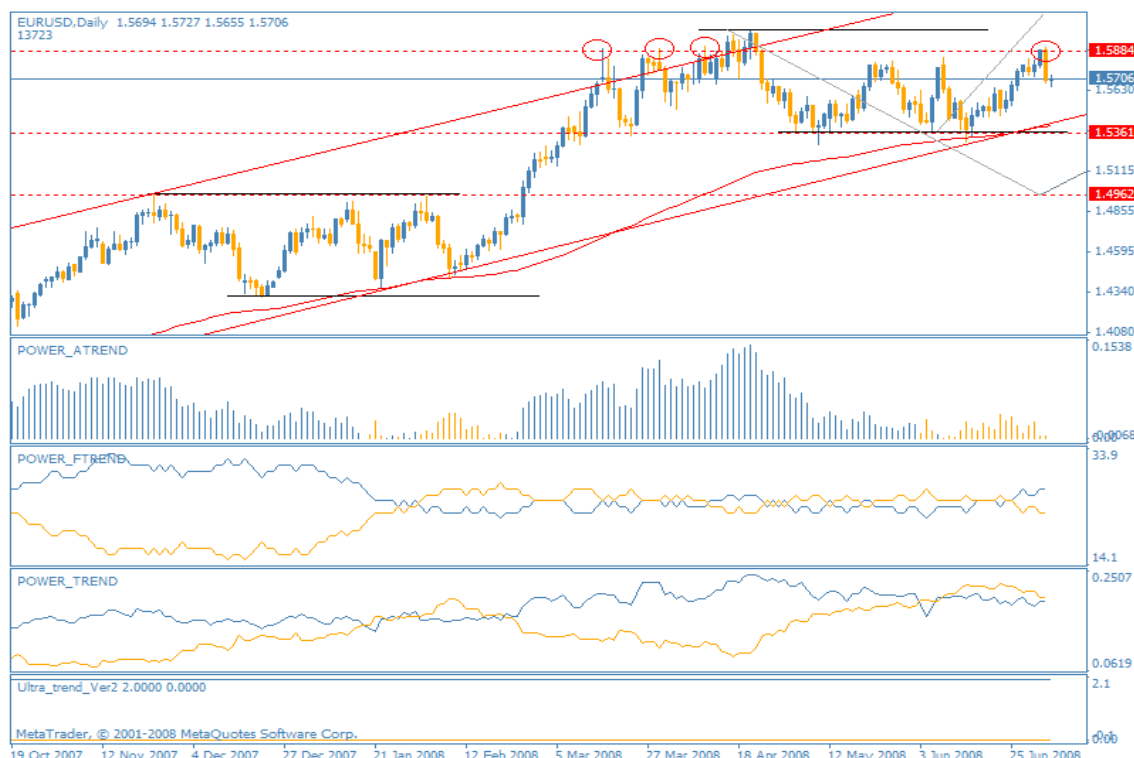 EURUSD,Daily 1.5694 1.5727 1.5655 1.5706
13723
1.5884
1.5706
1.5630
1.5361
1.5115
1.4962
1.4855
1.4595
1.4340
1.4080
POWER_ATREND
0.1538
POWER_FTREND
33.9
14.1
POWER_TREND
0.2507
0.0619
Ultra_trend_Ver2 2.0000 0.0000
2.1
MetaTrader, © 2001-2008 MetaQuotes Software Corp.
19 Oct 2007 12 Nov 2007 4 Dec 2007 27 Dec 2007 21 Jan 2008 12 Feb 2008 5 Mar 2008 27 Mar 2008 18 Apr 2008 12 May 2008 3 Jun 2008 25 Jun 2008